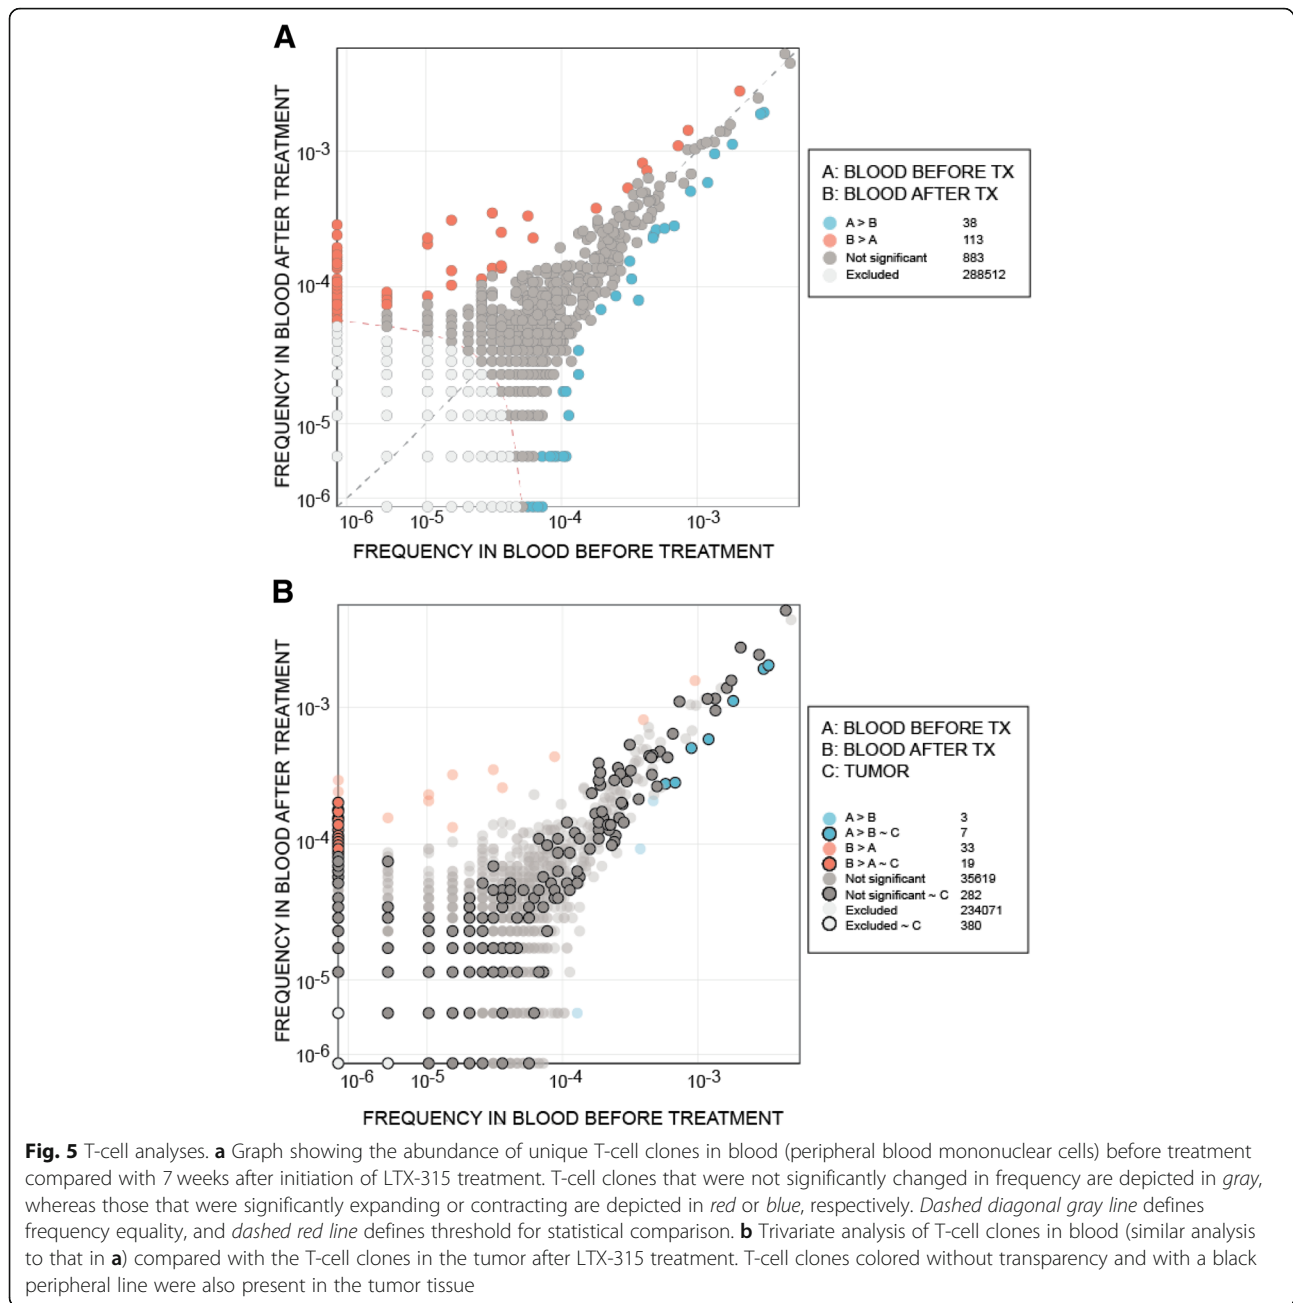 A
FREQUENCY IN BLOOD AFTER TREATMENT
10-3
10-4
10-5
10-6
10-6 10-5 10-4 10-3
FREQUENCY IN BLOOD BEFORE TREATMENT
A: BLOOD BEFORE TX
B: BLOOD AFTER TX
A > B 38
B > A 113
Not significant 883
Excluded 288512
B
FREQUENCY IN BLOOD AFTER TREATMENT
10-3
10-4
10-5
10-6
10-6 10-5 10-4 10-3
FREQUENCY IN BLOOD BEFORE TREATMENT
A: BLOOD BEFORE TX
B: BLOOD AFTER TX
C: TUMOR
A > B 3
A > B ~ C 7
B > A 33
B > A ~ C 19
Not significant 35619
Not significant ~ C 282
Excluded 234071
Excluded ~ C 380
Fig. 5 T-cell analyses. a Graph showing the abundance of unique T-cell clones in blood (peripheral blood mononuclear cells) before treatment
compared with 7 weeks after initiation of LTX-315 treatment. T-cell clones that were not significantly changed in frequency are depicted in gray,
whereas those that were significantly expanding or contracting are depicted in red or blue, respectively. Dashed diagonal gray line defines
frequency equality, and dashed red line defines threshold for statistical comparison. b Trivariate analysis of T-cell clones in blood (similar analysis
to that in a) compared with the T-cell clones in the tumor after LTX-315 treatment. T-cell clones colored without transparency and with a black
peripheral line were also present in the tumor tissue